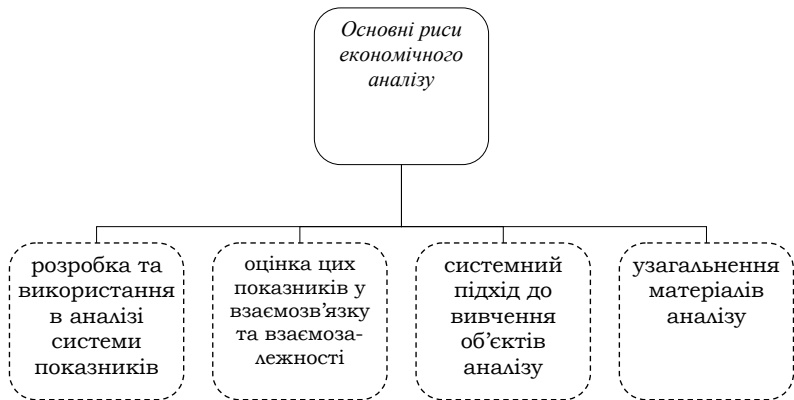 Основні риси
економічного
аналізу
розробка та
використання
в аналізі
системи
показників
оцінка цих
показників у
взаємозв’язку
та взаємоза-
лежності
системний
підхід до
вивчення
об’єктів
аналізу
узагальнення
матеріалів
аналізу